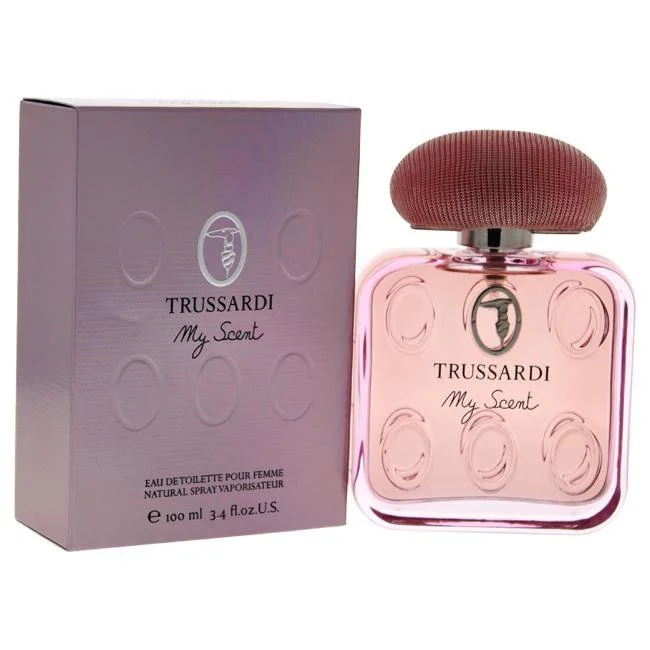 TRUSSARDI
My Scent
EAU DE TOILETTE POUR FEMME
NATURAL SPRAY VAPORISATEUR
e 100 ml 3.4 fl.oz.U.S.
TRUSSARDI
My Scent